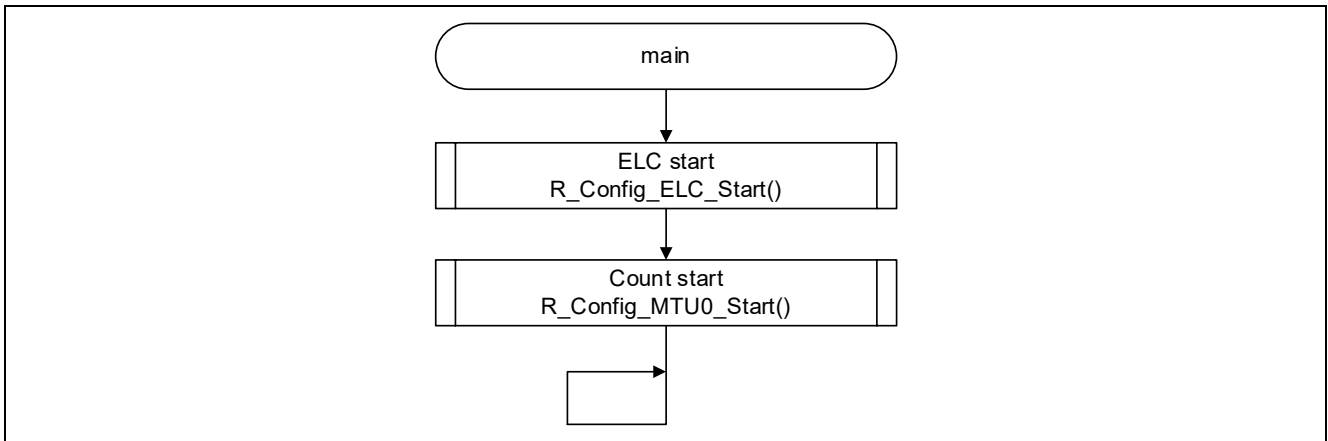 main
ELC start
R_Config_ELC_Start()
Count start
R_Config_MTU0_Start()